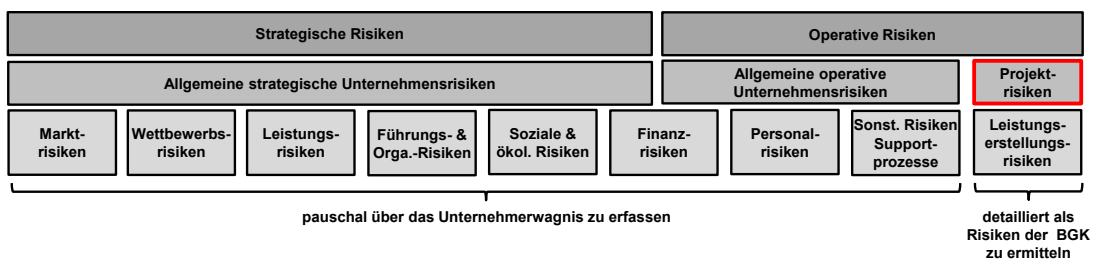 Strategische Risiken
Operative Risiken
Allgemeine strategische Unternehmensrisiken
Allgemeine operative
Unternehmensrisiken
Projekt-
risiken
Markt-
risiken
Wettbewerbs-
risiken
Leistungs-
risiken
Führungs- &
Orga.-Risiken
Soziale &
ökol. Risiken
Finanz-
risiken
Personal-
risiken
Sonst. Risiken
Support-
prozesse
Leistungs-
erstellungs-
risiken
pauschal über das Unternehmerwagnis zu erfassen
detailliert als
Risiken der BGK
zu ermitteln